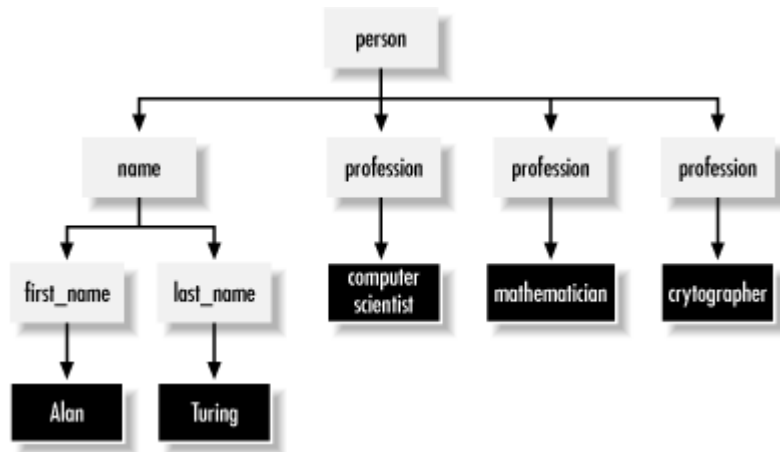 person
name
profession
profession
profession
first_name
last_name
computer
scientist
mathematician
crytographer
Alan
Turing